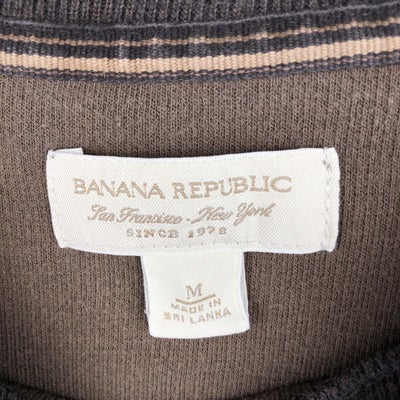 BANANA REPUBLIC
San Francisco · New York
SINCE 1978
M
MADE IN
SRI LANKA